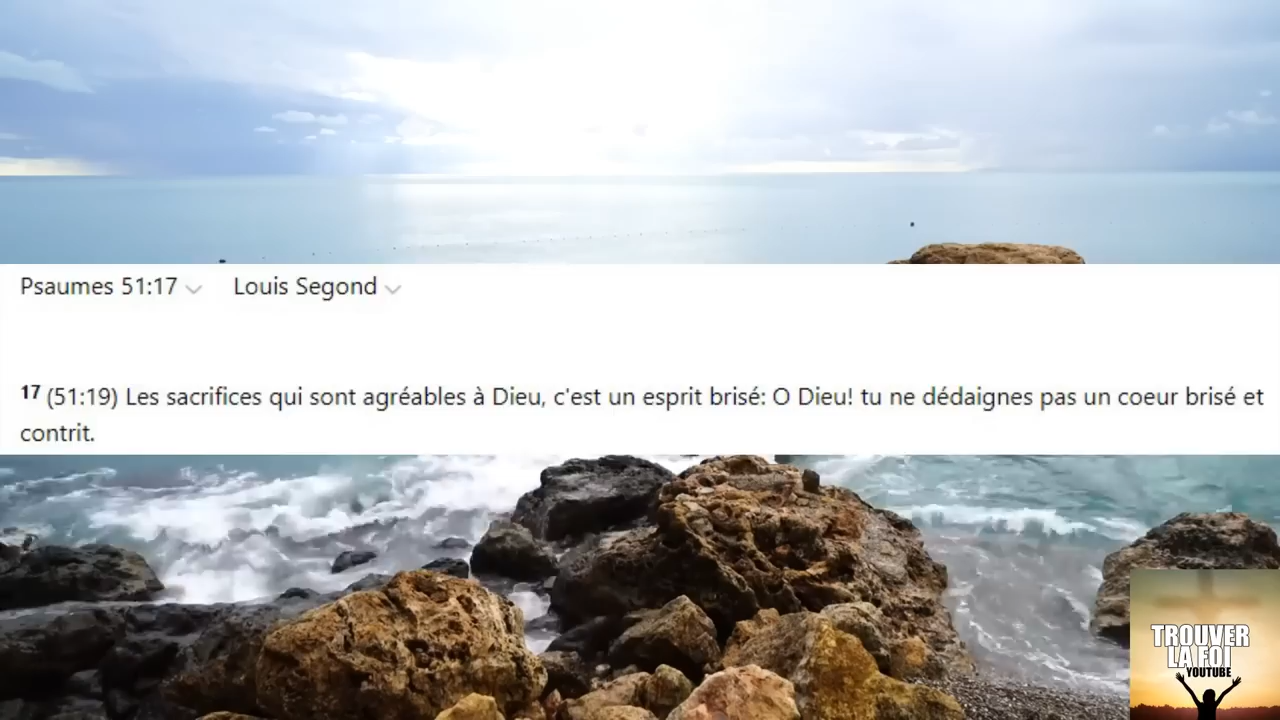 Psaumes 51:17 Louis Segond
17 (51:19) Les sacrifices qui sont agréables à Dieu, c'est un esprit brisé: O Dieu! tu ne dédaignes pas un coeur brisé et
contrit.
TROUVER
LA FOI
YOUTUBE